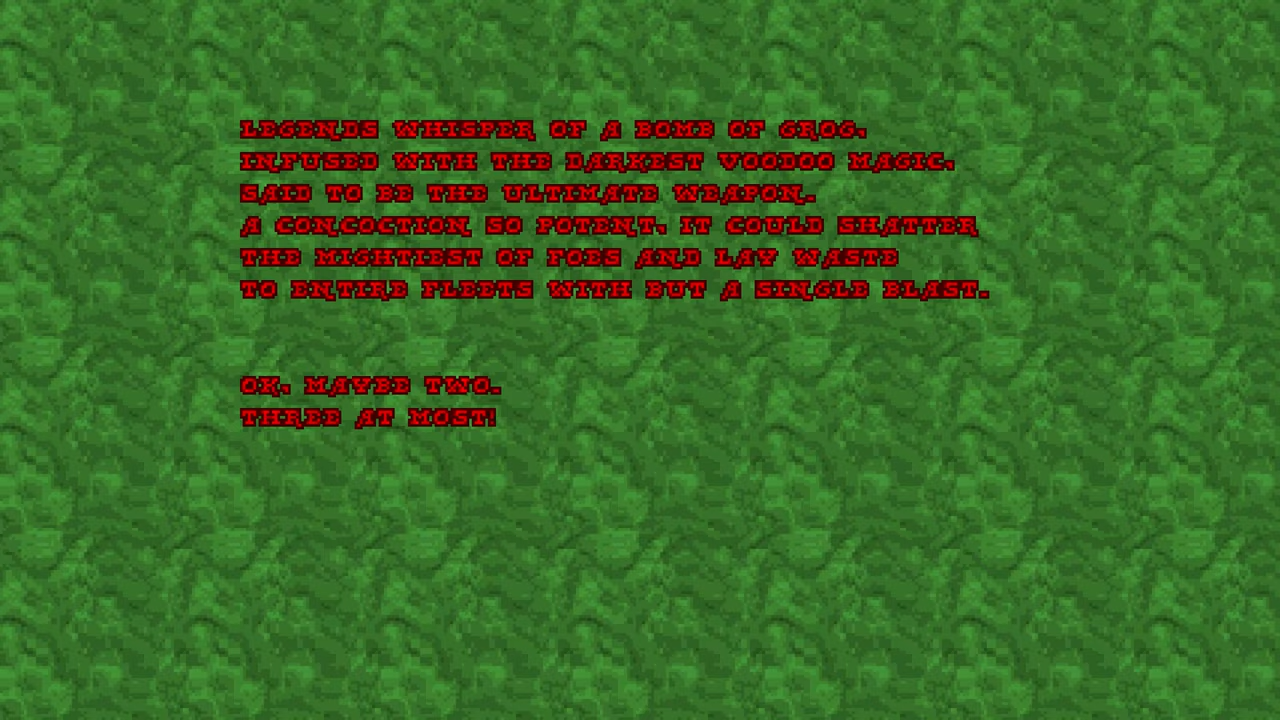 LEGENDS WHISPER OF A BOMB OF GROG,
INFUSED WITH THE DARKEST VOODOO MAGIC,
SAID TO BE THE ULTIMATE WEAPON.
A CONCOCTION SO POTENT, IT COULD SHATTER
THE MIGHTIEST OF FOES AND LAY WASTE
TO ENTIRE FLEETS WITH BUT A SINGLE BLAST.
OK, MAYBE TWO.
THREE AT MOST!